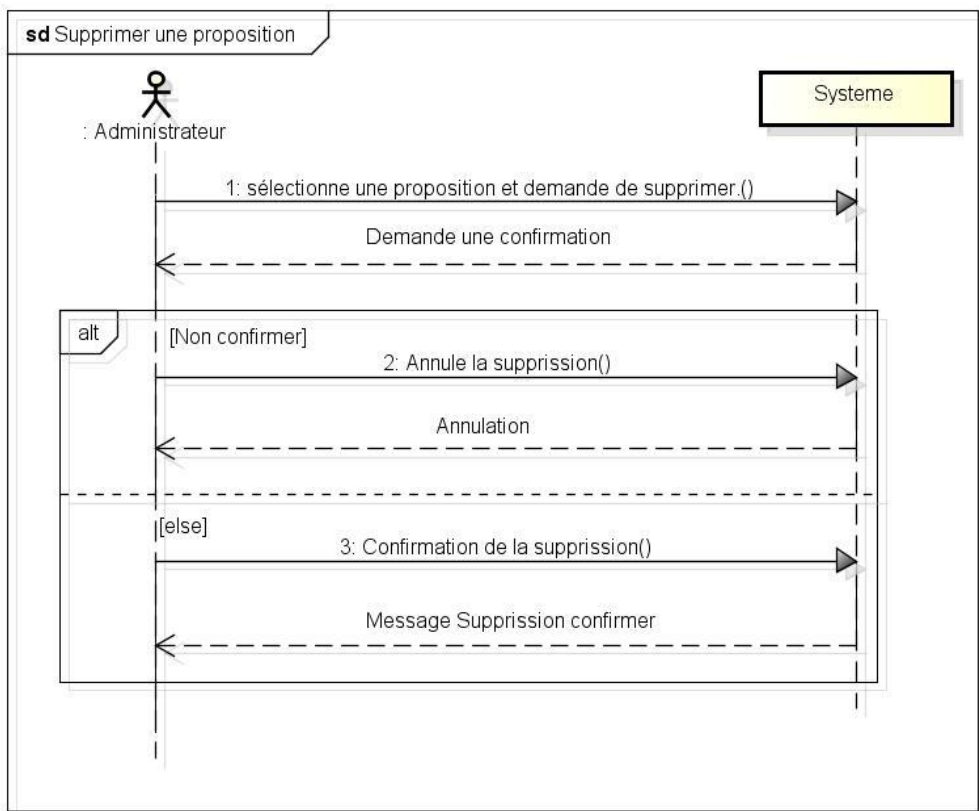 sd Supprimer une proposition
: Administrateur
Systeme
1: sélectionne une proposition et demande de supprimer.()
Demande une confirmation
alt
[Non confirmer]
2: Annule la supprission()
Annulation
[else]
3: Confirmation de la supprission()
Message Supprission confirmer